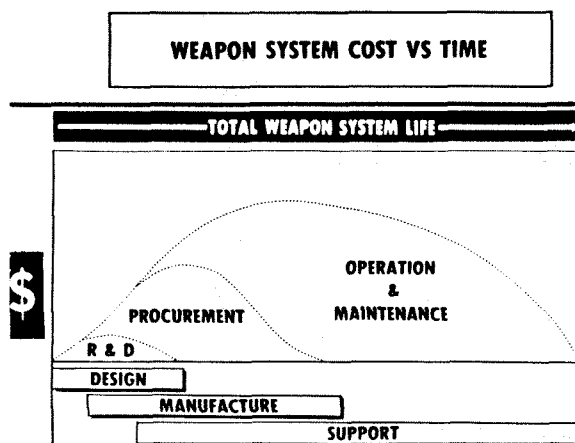 WEAPON SYSTEM COST VS TIME
TOTAL WEAPON SYSTEM LIFE
$
OPERATION
&
MAINTENANCE
PROCUREMENT
R & D
DESIGN
MANUFACTURE
SUPPORT